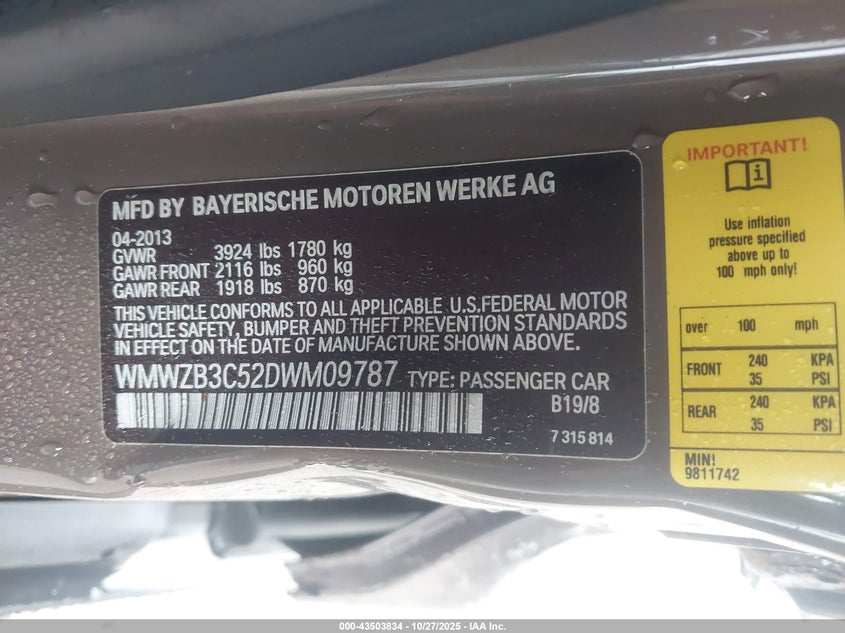 MFD BY BAYERISCHE MOTOREN WERKE AG
04-2013
GVWR 3924 lbs 1780 kg
GAWR FRONT 2116 lbs 960 kg
GAWR REAR 1918 lbs 870 kg
THIS VEHICLE CONFORMS TO ALL APPLICABLE U.S.FEDERAL MOTOR
VEHICLE SAFETY, BUMPER AND THEFT PREVENTION STANDARDS
IN EFFECT ON THE DATE OF MANUFACTURE SHOWN ABOVE.
WMWZB3C52DWM09787 TYPE: PASSENGER CAR
B19/8
7 315 814
IMPORTANT!
Use inflation
pressure specified
above up to
100 mph only!
over 100 mph
FRONT 240 KPA
35 PSI
REAR 240 KPA
35 PSI
MINI
9811742
000-43503834 - 10/27/2025 - IAA Inc.